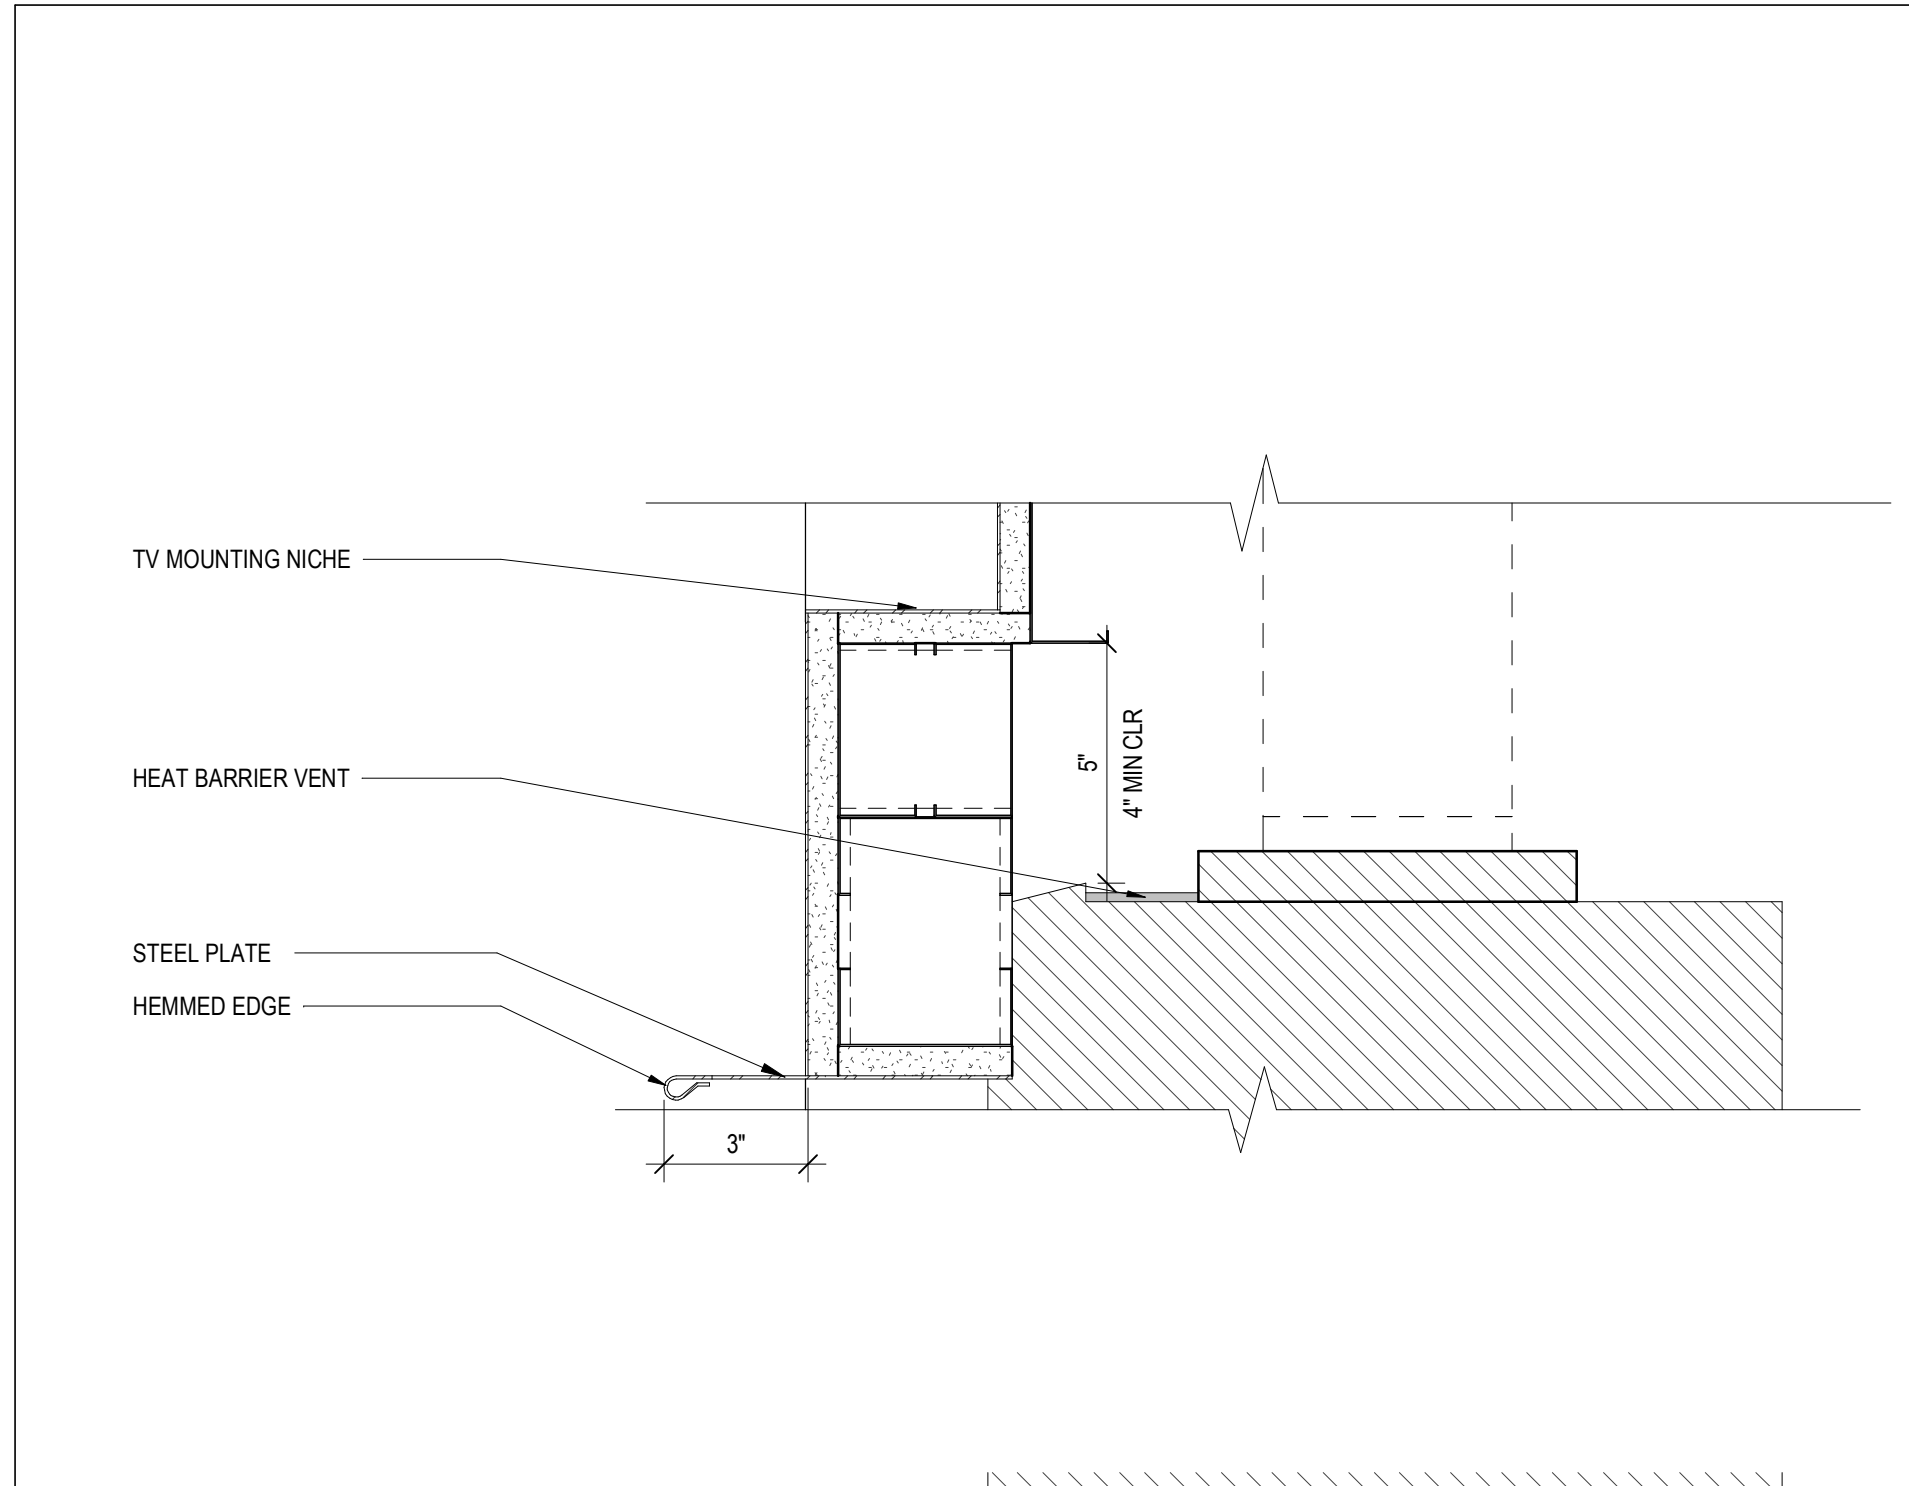 TV MOUNTING NICHE
HEAT BARRIER VENT
5"
4" MIN CLR
STEEL PLATE
HEMMED EDGE
3"